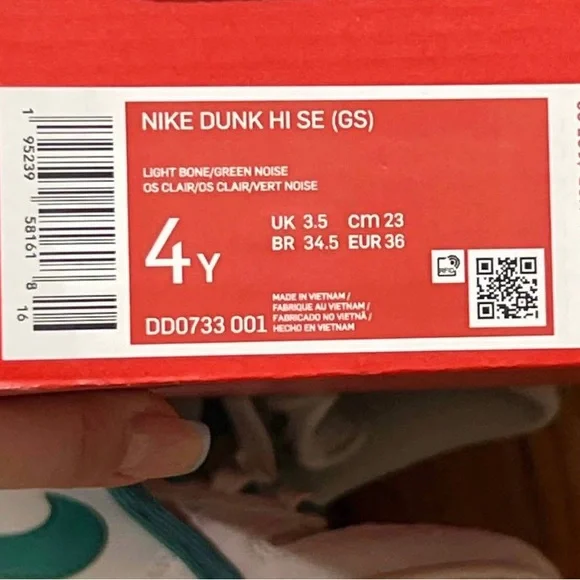 NIKE DUNK HI SE (GS)
LIGHT BONE/GREEN NOISE
OS CLAIR/OS CLAIR/VERT NOISE
4Y
UK 3.5 cm 23
BR 34.5 EUR 36
RFID
DD0733 001
MADE IN VIETNAM /
FABRIQUE AU VIETNAM /
FABRICADO NO VIETNÃ /
HECHO EN VIETNAM
1 95239 58161 8 16